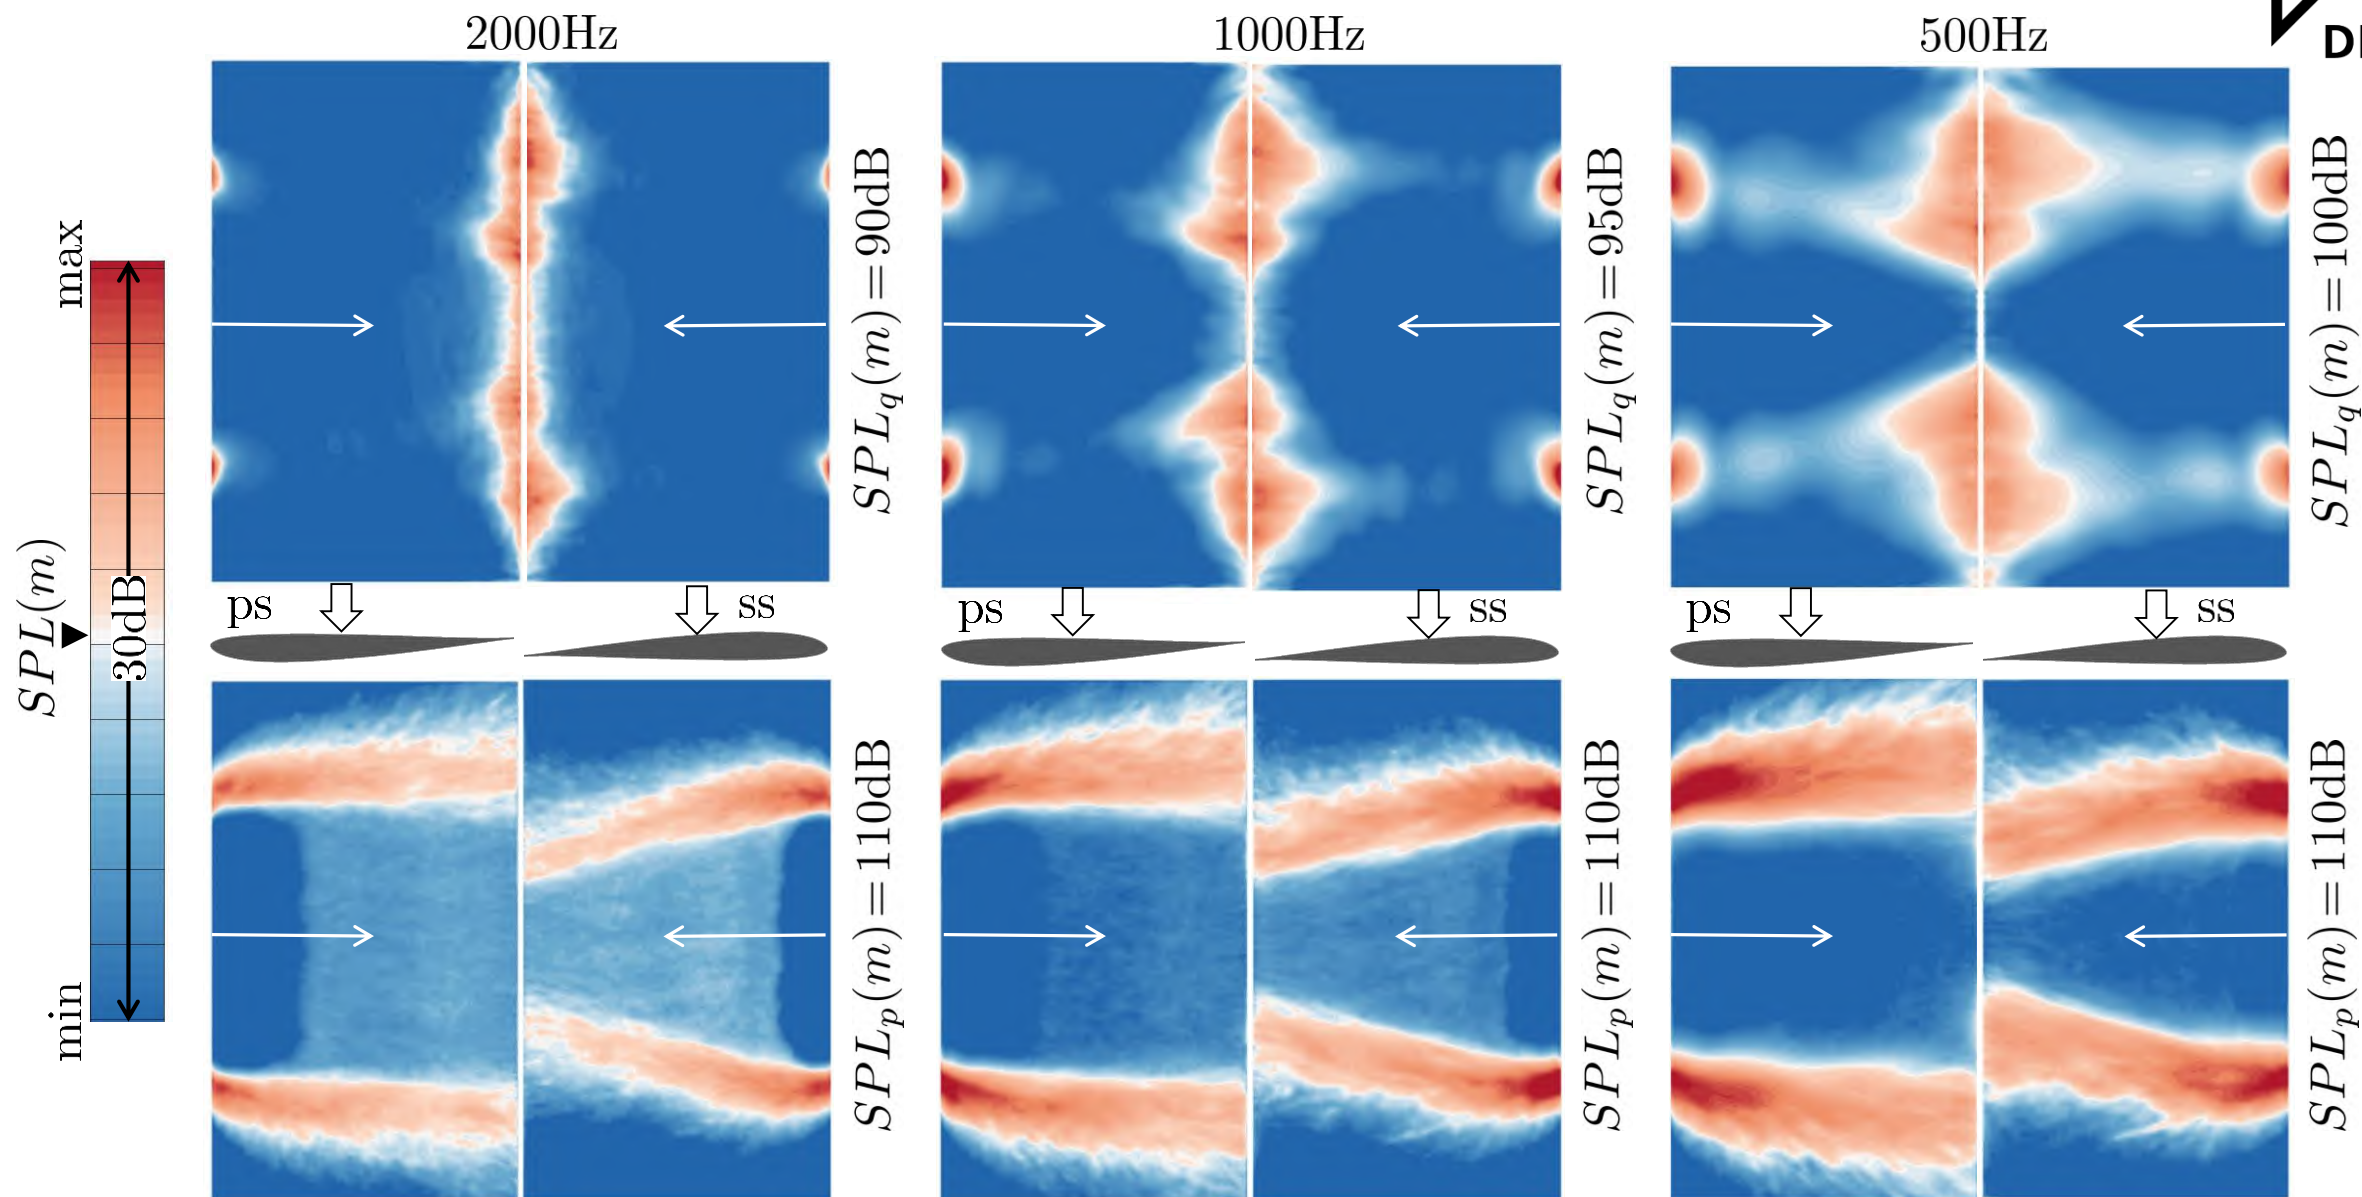 2000Hz
1000Hz
500Hz
max
SPL(m)
30dB
min
SPL_q(m)=90dB
SPL_q(m)=95dB
SPL_q(m)=100dB
ps
ss
ps
ss
ps
ss
SPL_p(m)=110dB
SPL_p(m)=110dB
SPL_p(m)=110dB